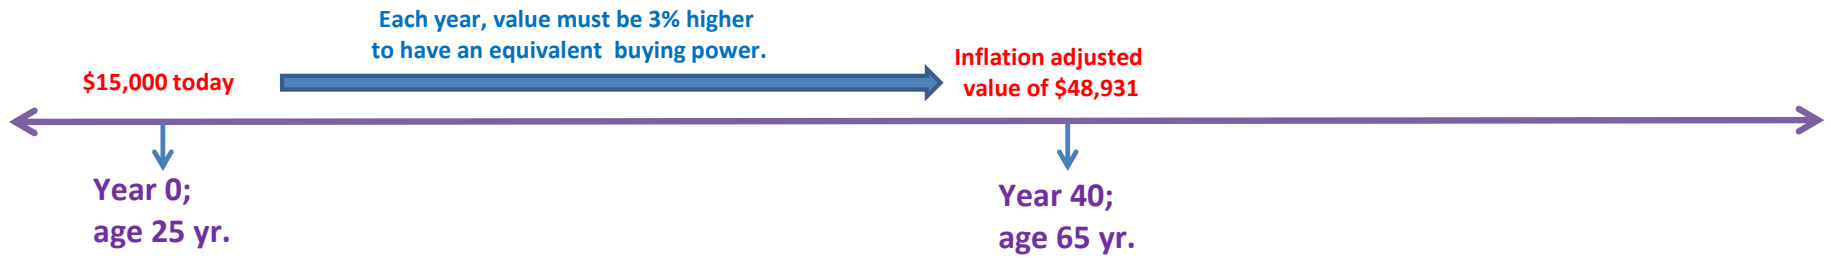 Each year, value must be 3% higher
to have an equivalent buying power.
$15,000 today
Inflation adjusted
value of $48,931
Year 0;
age 25 yr.
Year 40;
age 65 yr.